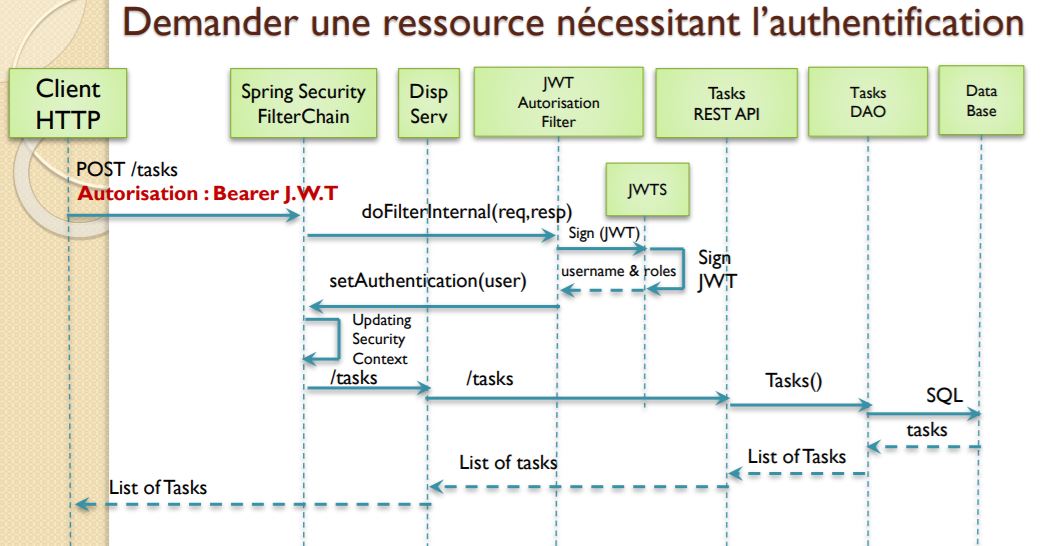 Demander une ressource nécessitant l'authentification
Client
HTTP
Spring Security
FilterChain
Disp
Serv
JWT
Autorisation
Filter
Tasks
REST API
Tasks
DAO
Data
Base
POST /tasks
Autorisation : Bearer J.W.T
JWTS
doFilterInternal(req,resp)
Sign (JWT)
Sign
JWT
username & roles
setAuthentication(user)
Updating
Security
Context
/tasks
/tasks
Tasks()
SQL
tasks
List of Tasks
List of tasks
List of Tasks